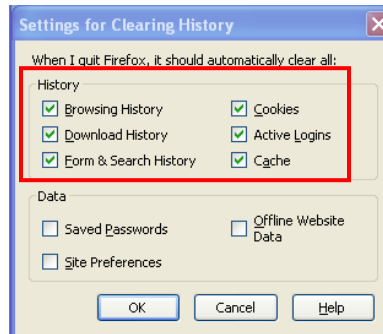 Settings for Clearing History
When I quit Firefox, it should automatically clear all:
History
Browsing History
Cookies
Download History
Active Logins
Form & Search History
Cache
Data
Saved Passwords
Offline Website
Data
Site Preferences
OK
Cancel
Help